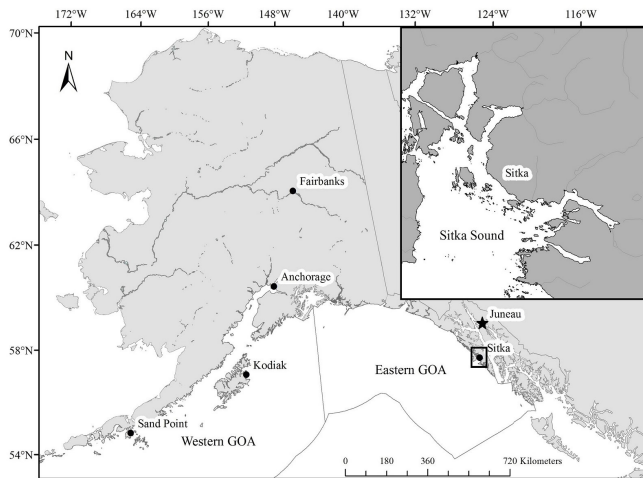 172°W
164°W
156°W
148°W
140°W
132°W
124°W
116°W
70°N
66°N
62°N
58°N
54°N
N
Fairbanks
Anchorage
Kodiak
Sand Point
Western GOA
Eastern GOA
Juneau
Sitka
Sitka
Sitka Sound
0 180 360 720 Kilometers